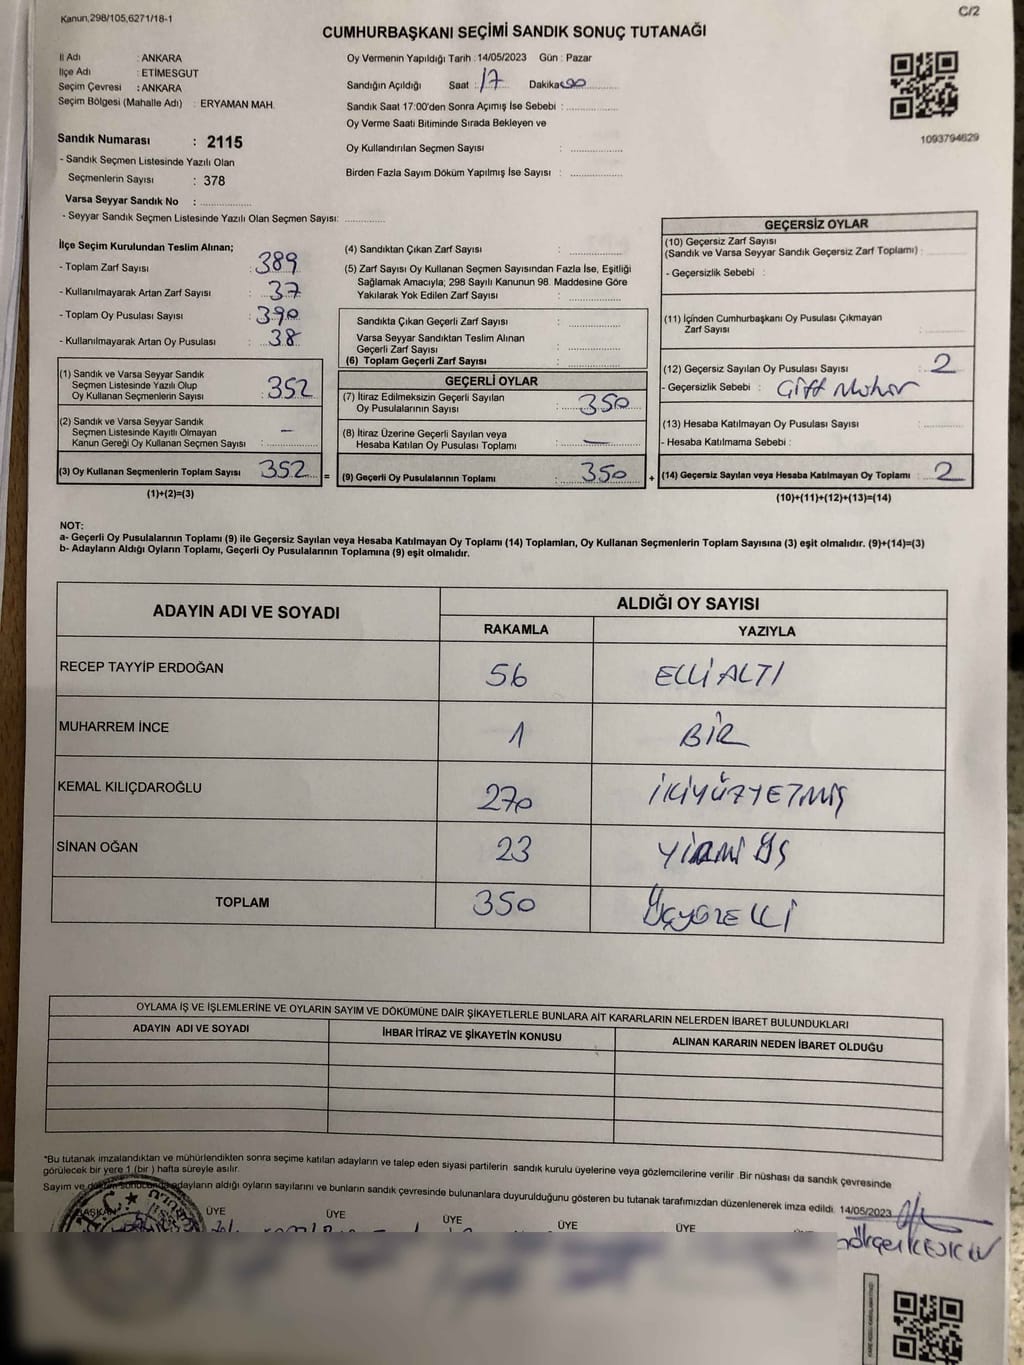 Kanun,298/105,6271/18-1
C/2
CUMHURBAŞKANI SEÇİMİ SANDIK SONUÇ TUTANAĞI
İl Adı : ANKARA
İlçe Adı : ETİMESGUT
Seçim Çevresi : ANKARA
Seçim Bölgesi (Mahalle Adı) : ERYAMAN MAH.
Oy Vermenin Yapıldığı Tarih : 14/05/2023 Gün : Pazar
Sandığın Açıldığı Saat : 17 Dakika 00
Sandık Saat 17:00'den Sonra Açımış İse Sebebi :
Oy Verme Saati Bitiminde Sırada Bekleyen ve
Oy Kullandırılan Seçmen Sayısı :
Birden Fazla Sayım Döküm Yapılmış İse Sayısı :
1093794629
Sandık Numarası : 2115
- Sandık Seçmen Listesinde Yazılı Olan
Seçmenlerin Sayısı : 378
Varsa Seyyar Sandık No :
- Seyyar Sandık Seçmen Listesinde Yazılı Olan Seçmen Sayısı:
İlçe Seçim Kurulundan Teslim Alınan;
- Toplam Zarf Sayısı : 389
- Kullanılmayarak Artan Zarf Sayısı : 37
- Toplam Oy Pusulası Sayısı : 390
- Kullanılmayarak Artan Oy Pusulası : 38
(1) Sandık ve Varsa Seyyar Sandık
Seçmen Listesinde Yazılı Olup
Oy Kullanan Seçmenlerin Sayısı : 352
(2) Sandık ve Varsa Seyyar Sandık
Seçmen Listesinde Kayıtlı Olmayan
Kanun Gereği Oy Kullanan Seçmen Sayısı : -
(3) Oy Kullanan Seçmenlerin Toplam Sayısı 352 =
(1)+(2)=(3)
(4) Sandıktan Çıkan Zarf Sayısı :
(5) Zarf Sayısı Oy Kullanan Seçmen Sayısından Fazla İse, Eşitliği
Sağlamak Amacıyla; 298 Sayılı Kanunun 98. Maddesine Göre
Yakılarak Yok Edilen Zarf Sayısı :
Sandıkta Çıkan Geçerli Zarf Sayısı :
Varsa Seyyar Sandıktan Teslim Alınan
Geçerli Zarf Sayısı :
(6) Toplam Geçerli Zarf Sayısı :
GEÇERLİ OYLAR
(7) İtiraz Edilmeksizin Geçerli Sayılan
Oy Pusulalarının Sayısı : 350
(8) İtiraz Üzerine Geçerli Sayılan veya
Hesaba Katılan Oy Pusulası Toplamı : -
(9) Geçerli Oy Pusulalarının Toplamı : 350 +
GEÇERSİZ OYLAR
(10) Geçersiz Zarf Sayısı
(Sandık ve Varsa Seyyar Sandık Geçersiz Zarf Toplamı) :
- Geçersizlik Sebebi :
(11) İçinden Cumhurbaşkanı Oy Pusulası Çıkmayan
Zarf Sayısı :
(12) Geçersiz Sayılan Oy Pusulası Sayısı : 2
- Geçersizlik Sebebi : Çift Mühür
(13) Hesaba Katılmayan Oy Pusulası Sayısı :
- Hesaba Katılmama Sebebi :
(14) Geçersiz Sayılan veya Hesaba Katılmayan Oy Toplamı : 2
(10)+(11)+(12)+(13)=(14)
NOT:
a- Geçerli Oy Pusulalarının Toplamı (9) ile Geçersiz Sayılan veya Hesaba Katılmayan Oy Toplamı (14) Toplamları, Oy Kullanan Seçmenlerin Toplam Sayısına (3) eşit olmalıdır. (9)+(14)=(3)
b- Adayların Aldığı Oyların Toplamı, Geçerli Oy Pusulalarının Toplamına (9) eşit olmalıdır.
ADAYIN ADI VE SOYADI
ALDIĞI OY SAYISI
RAKAMLA YAZIYLA
RECEP TAYYİP ERDOĞAN 56 ELLİ ALTI
MUHARREM İNCE 1 BİR
KEMAL KILIÇDAROĞLU 270 İKİYÜZYETMİŞ
SİNAN OĞAN 23 YİRMİ ÜÇ
TOPLAM 350 ÜÇYÜZELLİ
OYLAMA İŞ VE İŞLEMLERİNE VE OYLARIN SAYIM VE DÖKÜMÜNE DAİR ŞİKAYETLERLE BUNLARA AİT KARARLARIN NELERDEN İBARET BULUNDUKLARI
ADAYIN ADI VE SOYADI İHBAR İTİRAZ VE ŞİKAYETİN KONUSU ALINAN KARARIN NEDEN İBARET OLDUĞU
*Bu tutanak imzalandıktan ve mühürlendikten sonra seçime katılan adayların ve talep eden siyasi partilerin sandık kurulu üyelerine veya gözlemcilerine verilir .Bir nüshası da sandık çevresinde
görülecek bir yere 1 (bir ) hafta süreyle asılır.
Sayım ve adayların aldığı oyların sayılarını ve bunların sandık çevresinde bulunanlara duyurulduğunu gösteren bu tutanak tarafımızdan düzenlenerek imza edildi. 14/05/2023
BAŞKAN ÜYE ÜYE ÜYE ÜYE ÜYE